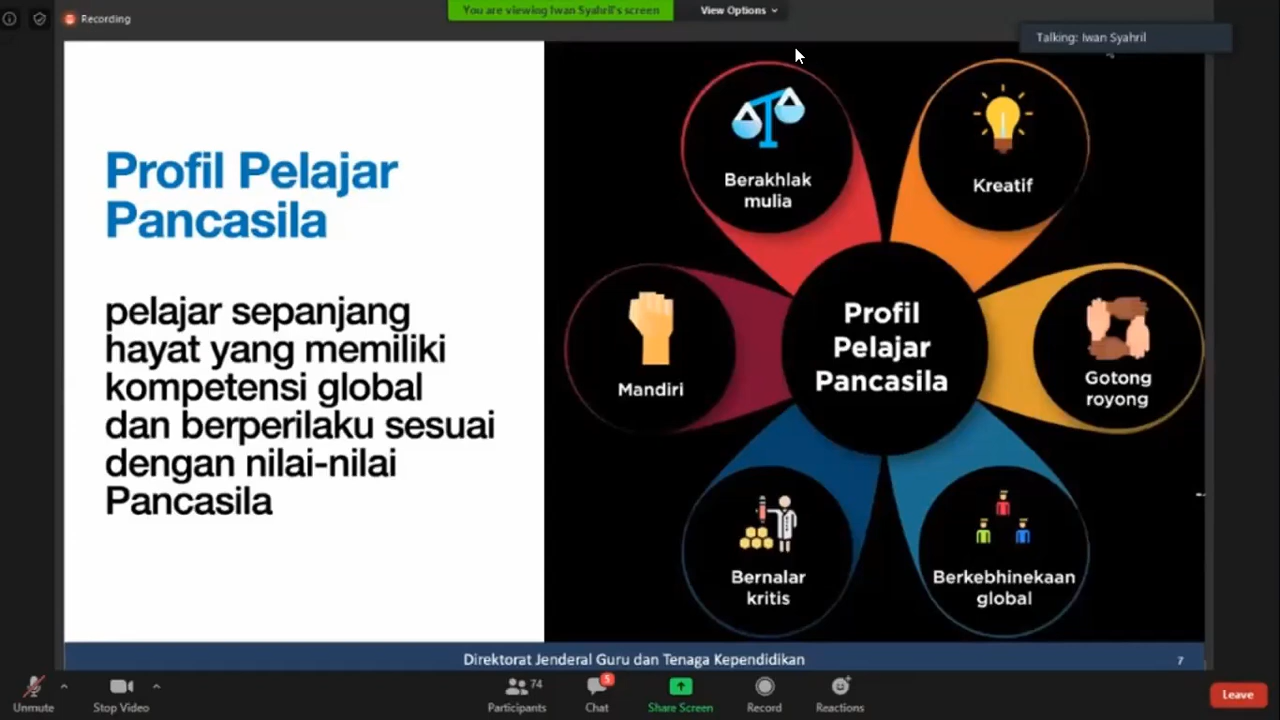 Recording
You are viewing Iwan Syahril's screen
View Options
Talking: Iwan Syahril
Profil Pelajar
Pancasila
pelajar sepanjang
hayat yang memiliki
kompetensi global
dan berperilaku sesuai
dengan nilai-nilai
Pancasila
Berakhlak
mulia
Kreatif
Mandiri
Profil
Pelajar
Pancasila
Gotong
royong
Bernalar
kritis
Berkebhinekaan
global
Direktorat Jenderal Guru dan Tenaga Kependidikan
7
Unmute
Stop Video
74
Participants
5
Chat
Share Screen
Record
Reactions
Leave